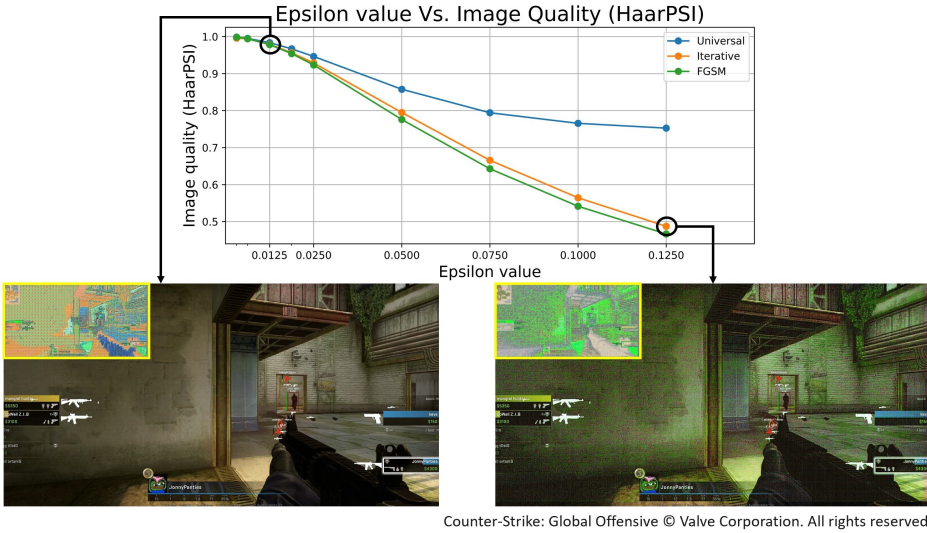 Epsilon value Vs. Image Quality (HaarPSI)
Image quality (HaarPSI)
1.0
0.9
0.8
0.7
0.6
0.5
Universal
Iterative
FGSM
0.0125 0.0250 0.0500 0.0750 0.1000 0.1250
Epsilon value
JonnyPanties
JonnyPanties
Counter-Strike: Global Offensive © Valve Corporation. All rights reserved